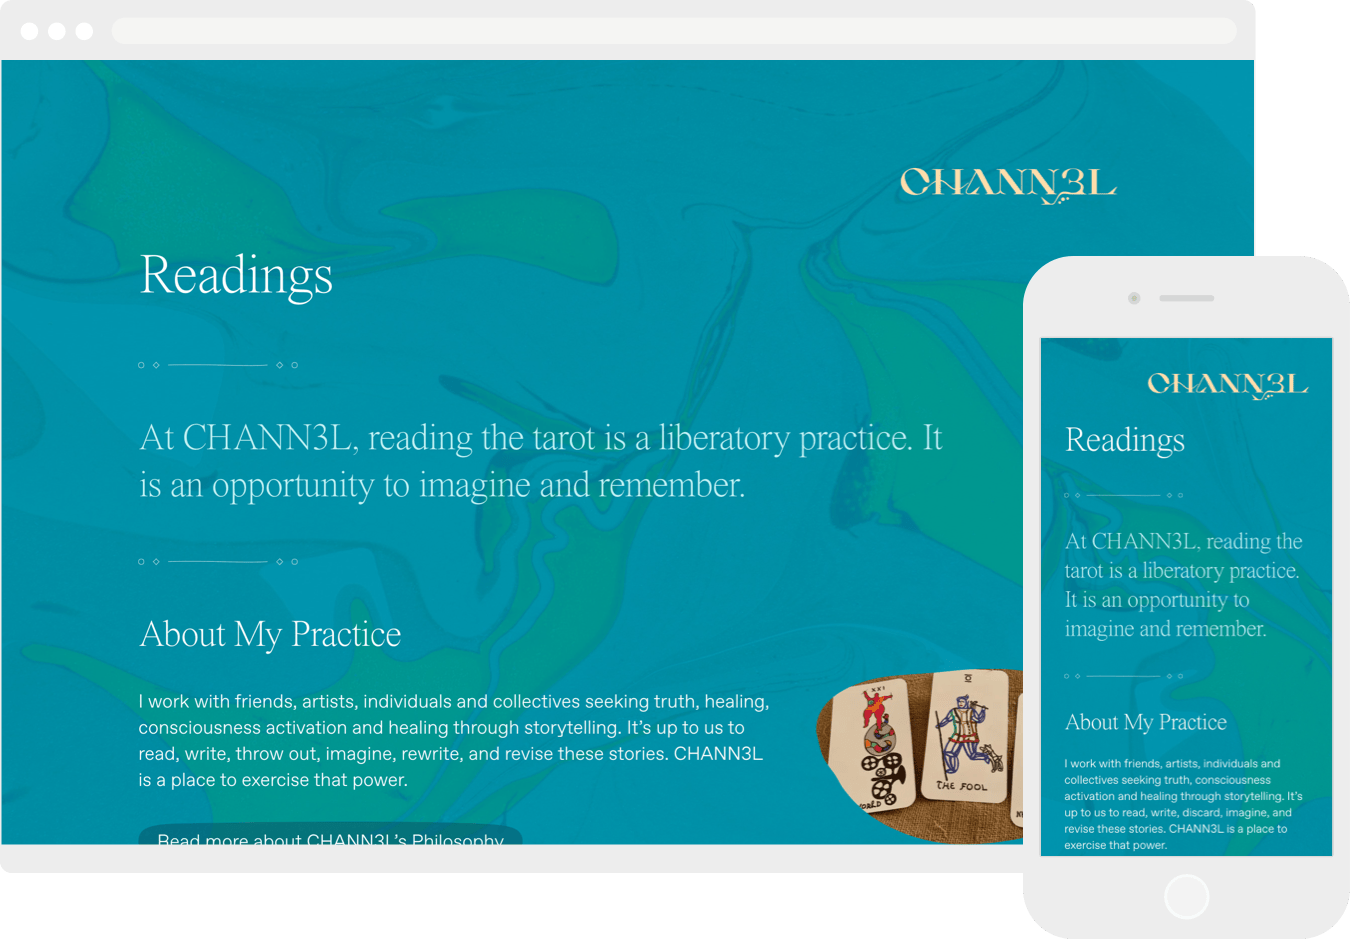 CHANN3L
Readings
At CHANN3L, reading the tarot is a liberatory practice. It
is an opportunity to imagine and remember.
About My Practice
I work with friends, artists, individuals and collectives seeking truth, healing,
consciousness activation and healing through storytelling. It’s up to us to
read, write, throw out, imagine, rewrite, and revise these stories. CHANN3L
is a place to exercise that power.
Read more about CHANN3L’s Philosophy
XXI
WORLD
THE FOOL
CHANN3L
Readings
At CHANN3L, reading the
tarot is a liberatory practice.
It is an opportunity to
imagine and remember.
About My Practice
I work with friends, artists, individuals and
collectives seeking truth, consciousness
activation and healing through storytelling. It’s
up to us to read, write, discard, imagine, and
revise these stories. CHANN3L is a place to
exercise that power.